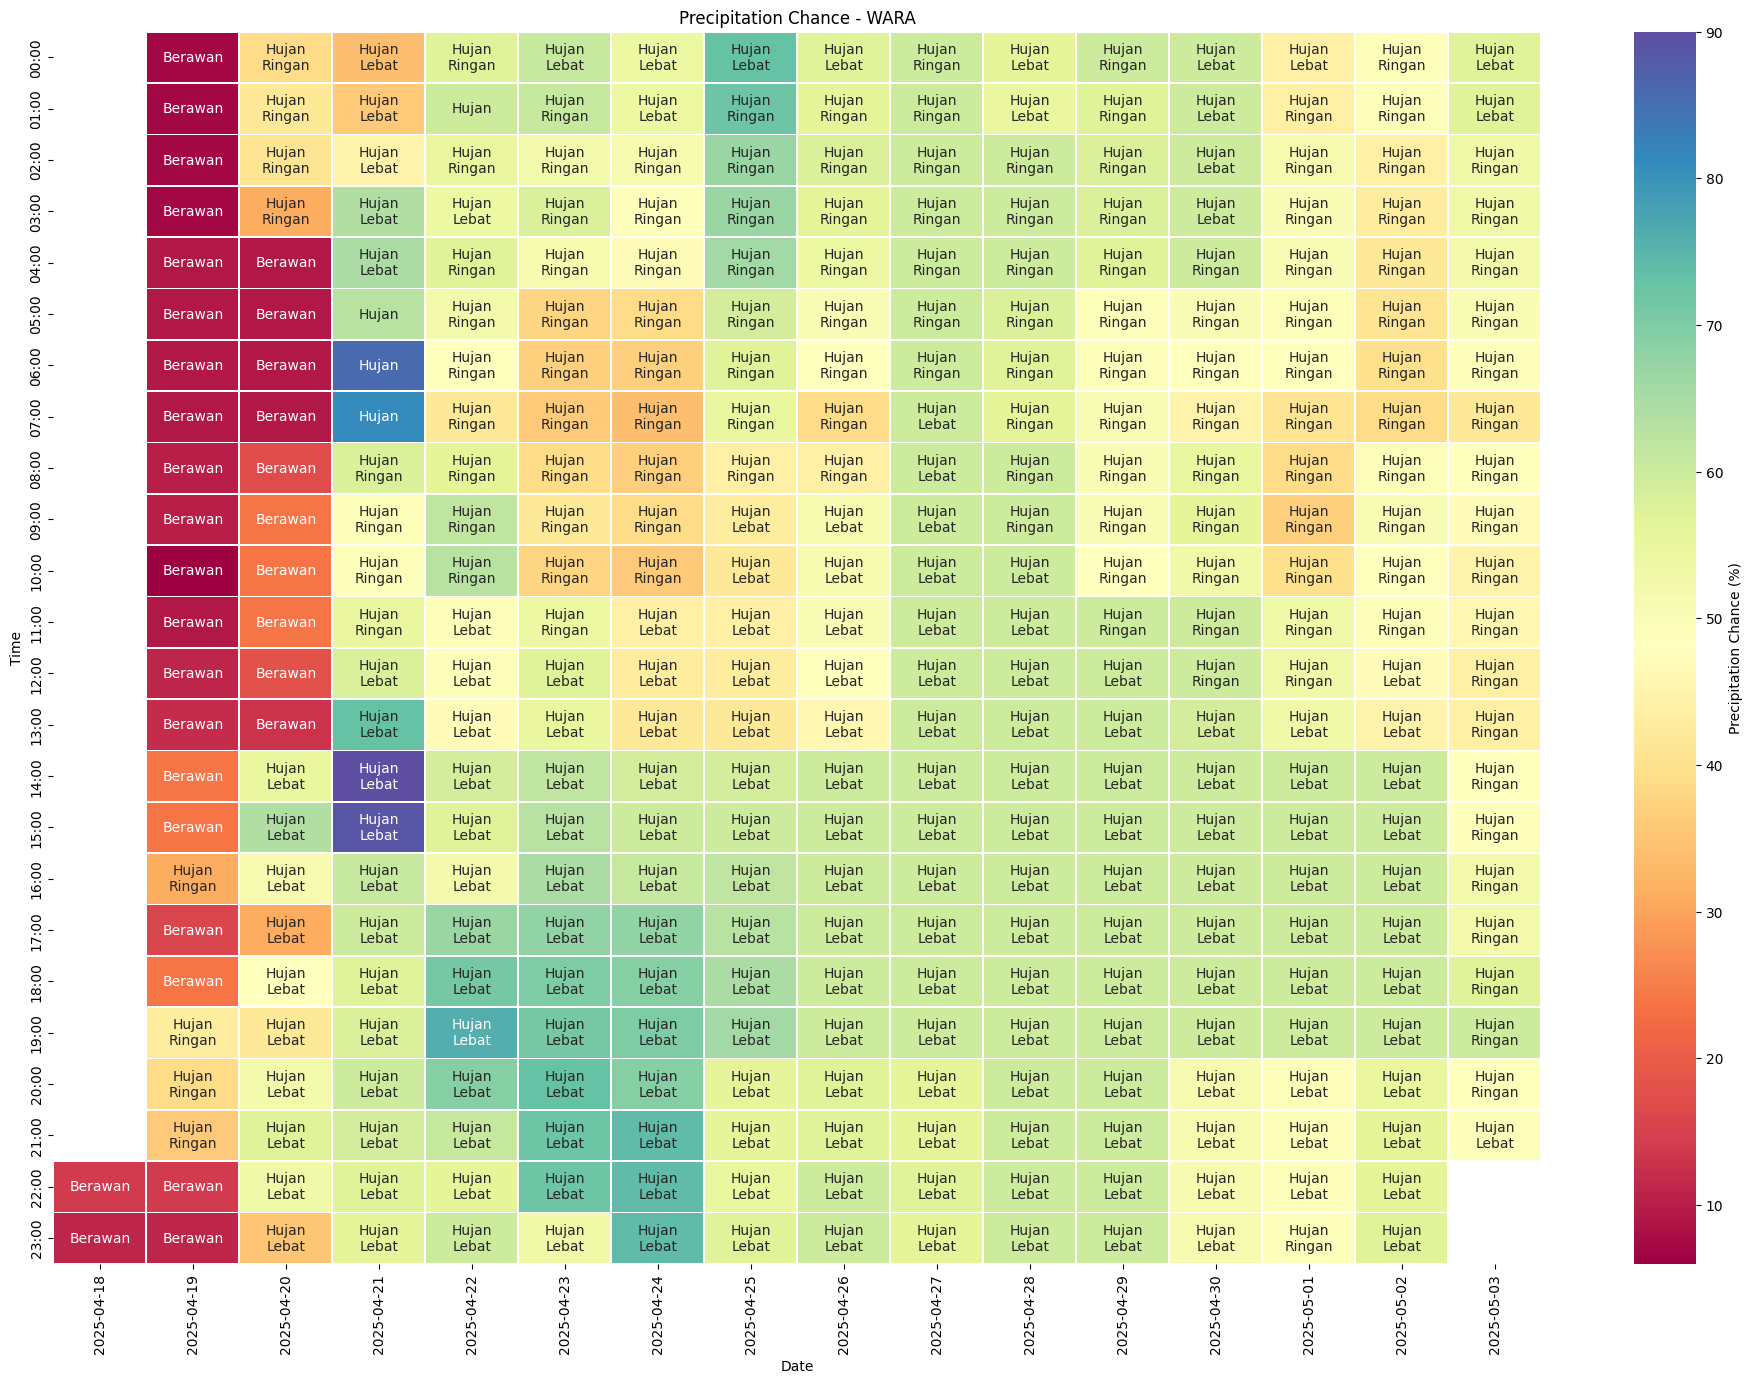 Precipitation Chance - WARA
00:00 Berawan Hujan Ringan Hujan Lebat Hujan Ringan Hujan Lebat Hujan Lebat Hujan Lebat Hujan Lebat Hujan Ringan Hujan Lebat Hujan Ringan Hujan Lebat Hujan Lebat Hujan Ringan Hujan Lebat
01:00 Berawan Hujan Ringan Hujan Lebat Hujan Hujan Ringan Hujan Lebat Hujan Ringan Hujan Ringan Hujan Ringan Hujan Lebat Hujan Ringan Hujan Lebat Hujan Ringan Hujan Ringan Hujan Lebat
02:00 Berawan Hujan Ringan Hujan Lebat Hujan Ringan Hujan Ringan Hujan Ringan Hujan Ringan Hujan Ringan Hujan Ringan Hujan Ringan Hujan Ringan Hujan Lebat Hujan Ringan Hujan Ringan Hujan Ringan
03:00 Berawan Hujan Ringan Hujan Lebat Hujan Lebat Hujan Ringan Hujan Ringan Hujan Ringan Hujan Ringan Hujan Ringan Hujan Ringan Hujan Ringan Hujan Lebat Hujan Ringan Hujan Ringan Hujan Ringan
04:00 Berawan Berawan Hujan Lebat Hujan Ringan Hujan Ringan Hujan Ringan Hujan Ringan Hujan Ringan Hujan Ringan Hujan Ringan Hujan Ringan Hujan Ringan Hujan Ringan Hujan Ringan Hujan Ringan
05:00 Berawan Berawan Hujan Hujan Ringan Hujan Ringan Hujan Ringan Hujan Ringan Hujan Ringan Hujan Ringan Hujan Ringan Hujan Ringan Hujan Ringan Hujan Ringan Hujan Ringan Hujan Ringan
06:00 Berawan Berawan Hujan Hujan Ringan Hujan Ringan Hujan Ringan Hujan Ringan Hujan Ringan Hujan Ringan Hujan Ringan Hujan Ringan Hujan Ringan Hujan Ringan Hujan Ringan Hujan Ringan
07:00 Berawan Berawan Hujan Hujan Ringan Hujan Ringan Hujan Ringan Hujan Ringan Hujan Ringan Hujan Lebat Hujan Ringan Hujan Ringan Hujan Ringan Hujan Ringan Hujan Ringan Hujan Ringan
08:00 Berawan Berawan Hujan Ringan Hujan Ringan Hujan Ringan Hujan Ringan Hujan Ringan Hujan Ringan Hujan Lebat Hujan Ringan Hujan Ringan Hujan Ringan Hujan Ringan Hujan Ringan Hujan Ringan
09:00 Berawan Berawan Hujan Ringan Hujan Ringan Hujan Ringan Hujan Ringan Hujan Lebat Hujan Lebat Hujan Lebat Hujan Ringan Hujan Ringan Hujan Ringan Hujan Ringan Hujan Ringan Hujan Ringan
10:00 Berawan Berawan Hujan Ringan Hujan Ringan Hujan Ringan Hujan Ringan Hujan Lebat Hujan Lebat Hujan Lebat Hujan Lebat Hujan Ringan Hujan Ringan Hujan Ringan Hujan Ringan Hujan Ringan
11:00 Berawan Berawan Hujan Ringan Hujan Lebat Hujan Ringan Hujan Lebat Hujan Lebat Hujan Lebat Hujan Lebat Hujan Lebat Hujan Ringan Hujan Ringan Hujan Ringan Hujan Ringan Hujan Ringan
12:00 Berawan Berawan Hujan Lebat Hujan Lebat Hujan Lebat Hujan Lebat Hujan Lebat Hujan Lebat Hujan Lebat Hujan Lebat Hujan Lebat Hujan Ringan Hujan Ringan Hujan Lebat Hujan Ringan
13:00 Berawan Berawan Hujan Lebat Hujan Lebat Hujan Lebat Hujan Lebat Hujan Lebat Hujan Lebat Hujan Lebat Hujan Lebat Hujan Lebat Hujan Lebat Hujan Lebat Hujan Lebat Hujan Ringan
14:00 Berawan Hujan Lebat Hujan Lebat Hujan Lebat Hujan Lebat Hujan Lebat Hujan Lebat Hujan Lebat Hujan Lebat Hujan Lebat Hujan Lebat Hujan Lebat Hujan Lebat Hujan Lebat Hujan Ringan
15:00 Berawan Hujan Lebat Hujan Lebat Hujan Lebat Hujan Lebat Hujan Lebat Hujan Lebat Hujan Lebat Hujan Lebat Hujan Lebat Hujan Lebat Hujan Lebat Hujan Lebat Hujan Lebat Hujan Ringan
16:00 Hujan Ringan Hujan Lebat Hujan Lebat Hujan Lebat Hujan Lebat Hujan Lebat Hujan Lebat Hujan Lebat Hujan Lebat Hujan Lebat Hujan Lebat Hujan Lebat Hujan Lebat Hujan Lebat Hujan Ringan
17:00 Berawan Hujan Lebat Hujan Lebat Hujan Lebat Hujan Lebat Hujan Lebat Hujan Lebat Hujan Lebat Hujan Lebat Hujan Lebat Hujan Lebat Hujan Lebat Hujan Lebat Hujan Lebat Hujan Ringan
18:00 Berawan Hujan Lebat Hujan Lebat Hujan Lebat Hujan Lebat Hujan Lebat Hujan Lebat Hujan Lebat Hujan Lebat Hujan Lebat Hujan Lebat Hujan Lebat Hujan Lebat Hujan Lebat Hujan Ringan
19:00 Hujan Ringan Hujan Lebat Hujan Lebat Hujan Lebat Hujan Lebat Hujan Lebat Hujan Lebat Hujan Lebat Hujan Lebat Hujan Lebat Hujan Lebat Hujan Lebat Hujan Lebat Hujan Lebat Hujan Ringan
20:00 Hujan Ringan Hujan Lebat Hujan Lebat Hujan Lebat Hujan Lebat Hujan Lebat Hujan Lebat Hujan Lebat Hujan Lebat Hujan Lebat Hujan Lebat Hujan Lebat Hujan Lebat Hujan Lebat Hujan Ringan
21:00 Hujan Ringan Hujan Lebat Hujan Lebat Hujan Lebat Hujan Lebat Hujan Lebat Hujan Lebat Hujan Lebat Hujan Lebat Hujan Lebat Hujan Lebat Hujan Lebat Hujan Lebat Hujan Lebat Hujan Lebat
22:00 Berawan Berawan Hujan Lebat Hujan Lebat Hujan Lebat Hujan Lebat Hujan Lebat Hujan Lebat Hujan Lebat Hujan Lebat Hujan Lebat Hujan Lebat Hujan Lebat Hujan Lebat Hujan Lebat
23:00 Berawan Berawan Hujan Lebat Hujan Lebat Hujan Lebat Hujan Lebat Hujan Lebat Hujan Lebat Hujan Lebat Hujan Lebat Hujan Lebat Hujan Lebat Hujan Lebat Hujan Ringan Hujan Lebat
Time
2025-04-18 2025-04-19 2025-04-20 2025-04-21 2025-04-22 2025-04-23 2025-04-24 2025-04-25 2025-04-26 2025-04-27 2025-04-28 2025-04-29 2025-04-30 2025-05-01 2025-05-02 2025-05-03
Date
90
80
70
60
50
40
30
20
10
Precipitation Chance (%)